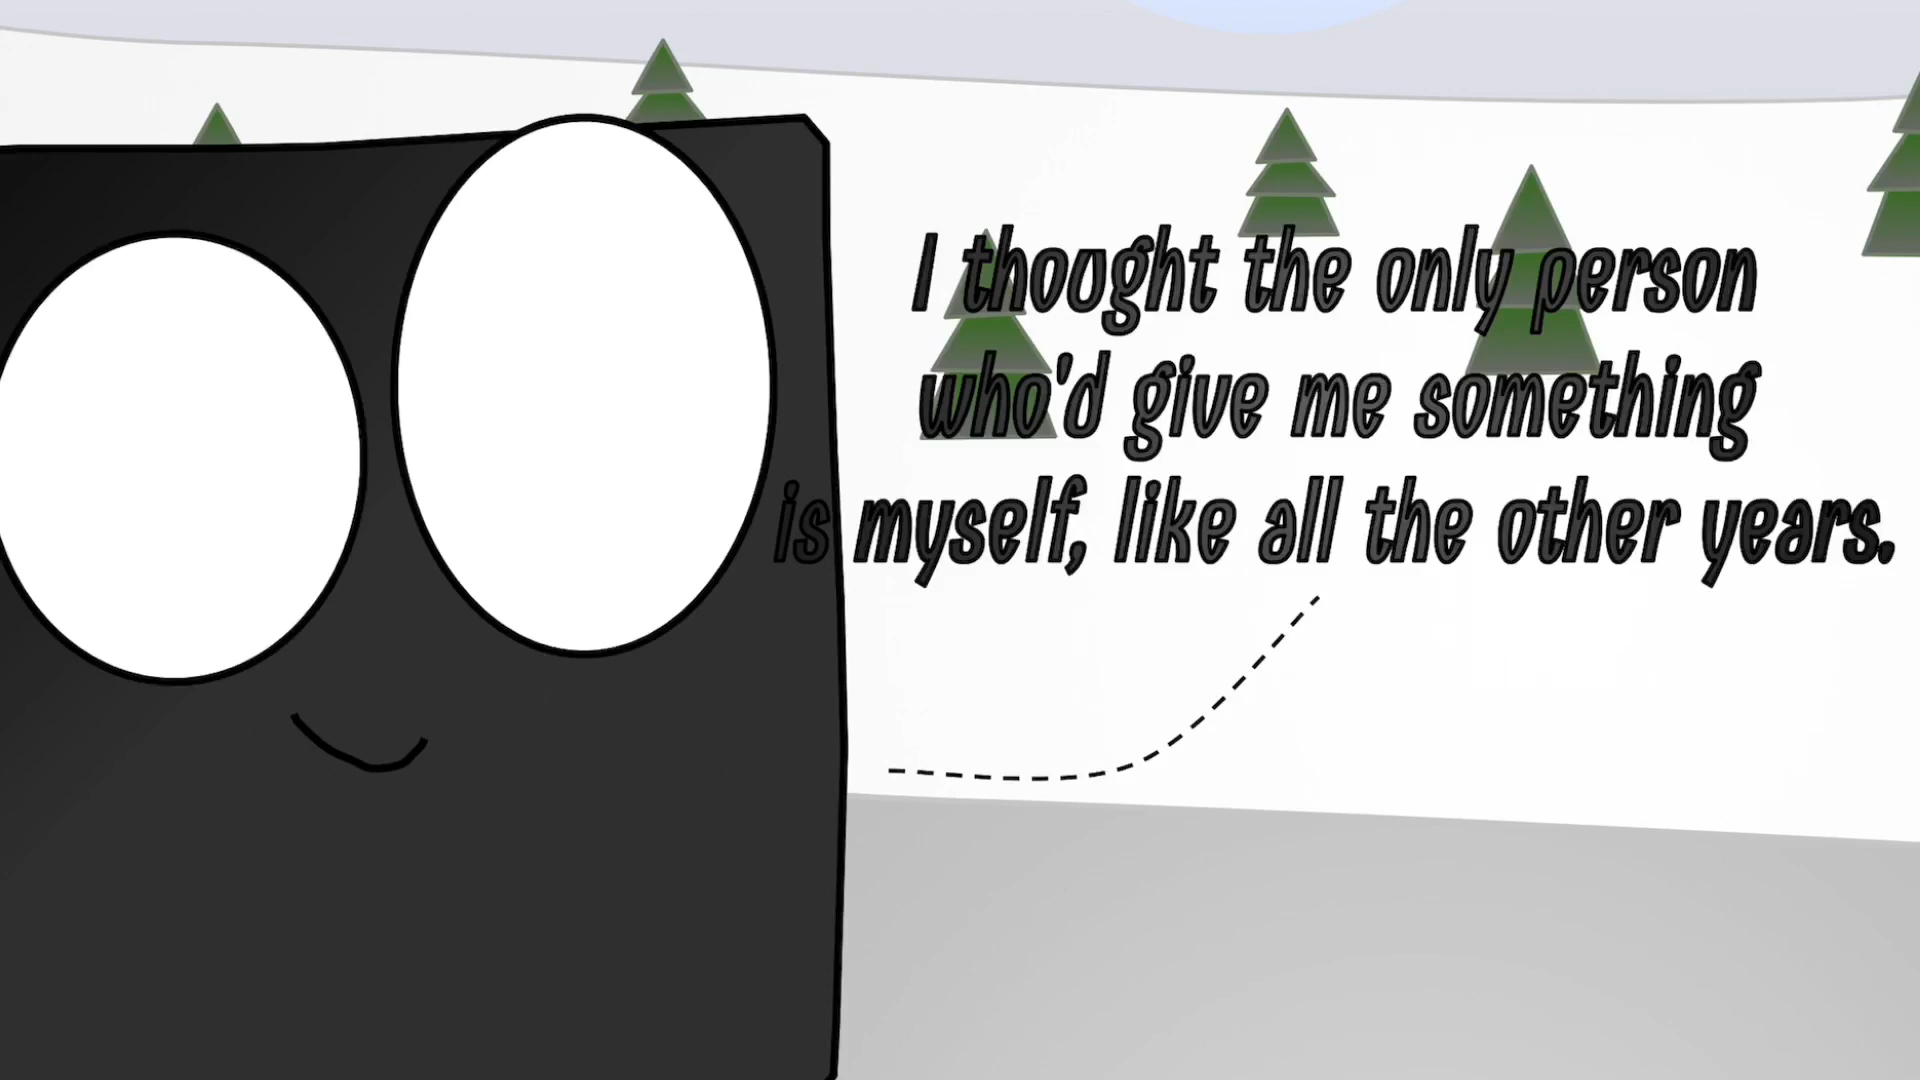 I thought the only person
who'd give me something
is myself, like all the other years.